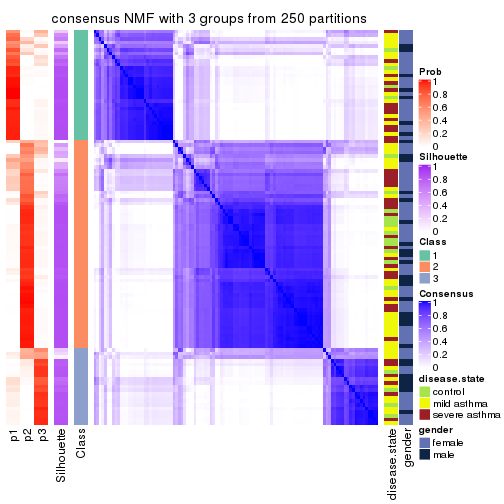 consensus NMF with 3 groups from 250 partitions
Prob
1
0.8
0.6
0.4
0.2
0
Silhouette
1
0.8
0.6
0.4
0.2
0
Class
1
2
3
Consensus
1
0.8
0.6
0.4
0.2
0
disease.state
control
mild asthma
severe asthma
gender
female
male
p1
p2
p3
Silhouette
Class
disease.state
gender